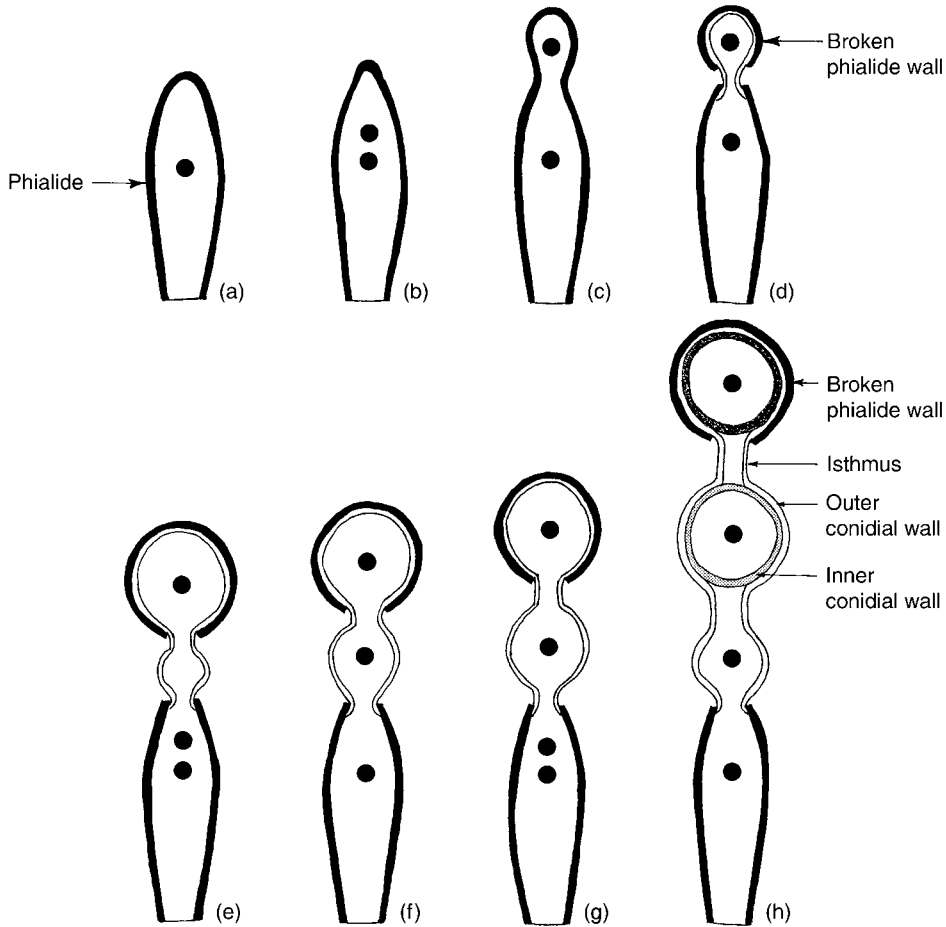 Phialide
(a)
(b)
(c)
(d)
Broken
phialide wall
(e)
(f)
(g)
(h)
Broken
phialide wall
Isthmus
Outer
conidial wall
Inner
conidial wall